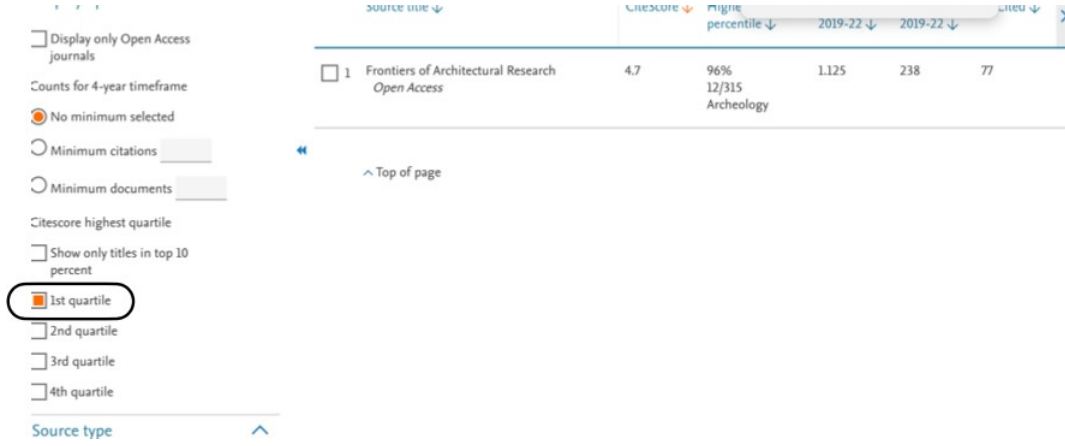 Display only Open Access
journals
Counts for 4-year timeframe
No minimum selected
Minimum citations
Minimum documents
Citescore highest quartile
Show only titles in top 10
percent
1st quartile
2nd quartile
3rd quartile
4th quartile
Source type
Source title CiteScore Highe Cited
percentile 2019-22 2019-22
1 Frontiers of Architectural Research 4.7 96% 1.125 238 77
Open Access 12/315
Archeology
Top of page